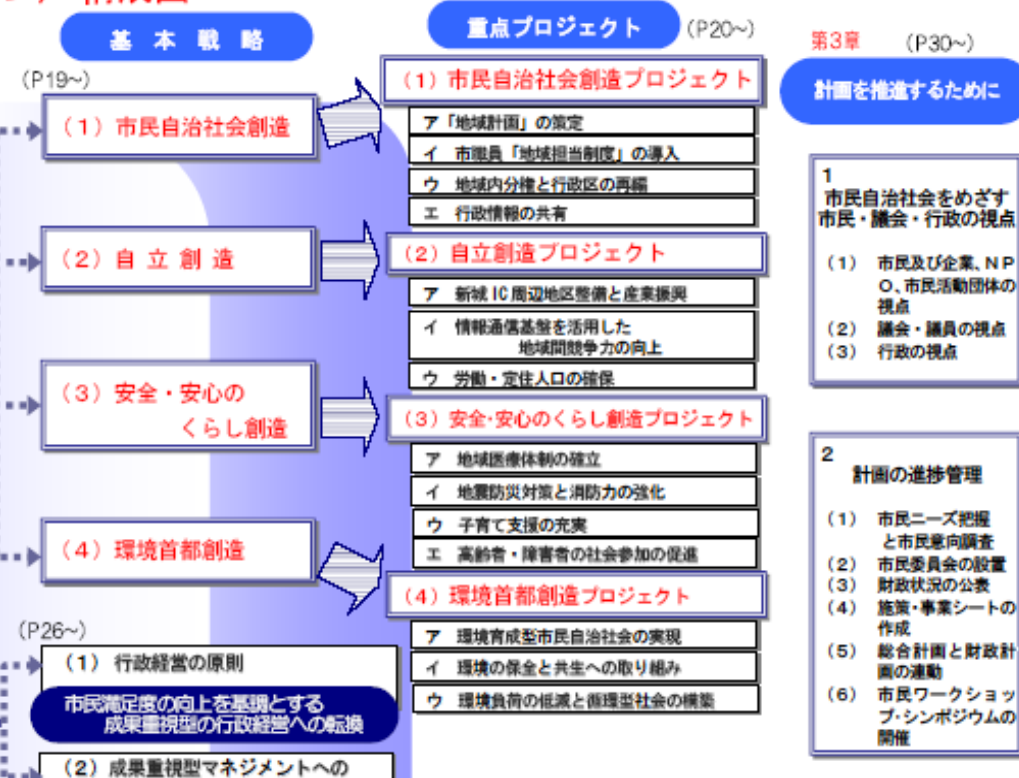 基本戦略
(P19~)
(1)市民自治社会創造
(2)自立創造
(3)安全・安心の
くらし創造
(4)環境首都創造
(P26~)
(1) 行政経営の原則
市民満足度の向上を基調とする
成果重視型の行政経営への転換
(2)成果重視型マネジメントへの
重点プロジェクト
(P20~)
(1)市民自治社会創造プロジェクト
ア「地域計画」の策定
イ 市職員「地域担当制度」の導入
ウ 地域内分権と行政区の再編
エ 行政情報の共有
(2)自立創造プロジェクト
ア 新城IC周辺地区整備と産業振興
イ 情報通信基盤を活用した
地域間競争力の向上
ウ 労働・定住人口の確保
(3)安全・安心のくらし創造プロジェクト
ア 地域医療体制の確立
イ 地震防災対策と消防力の強化
ウ 子育て支援の充実
エ 高齢者・障害者の社会参加の促進
(4)環境首都創造プロジェクト
ア 環境育成型市民自治社会の実現
イ 環境の保全と共生への取り組み
ウ 環境負荷の低減と循環型社会の構築
第3章 (P30~)
計画を推進するために
1
市民自治社会をめざす
市民・議会・行政の視点
(1) 市民及び企業、NP
O、市民活動団体の
視点
(2) 議会・議員の視点
(3) 行政の視点
2
計画の進捗管理
(1) 市民ニーズ把握
と市民意向調査
(2) 市民委員会の設置
(3) 財政状況の公表
(4) 施策・事業シートの
作成
(5) 総合計画と財政計
画の連動
(6) 市民ワークショッ
プ・シンポジウムの
開催